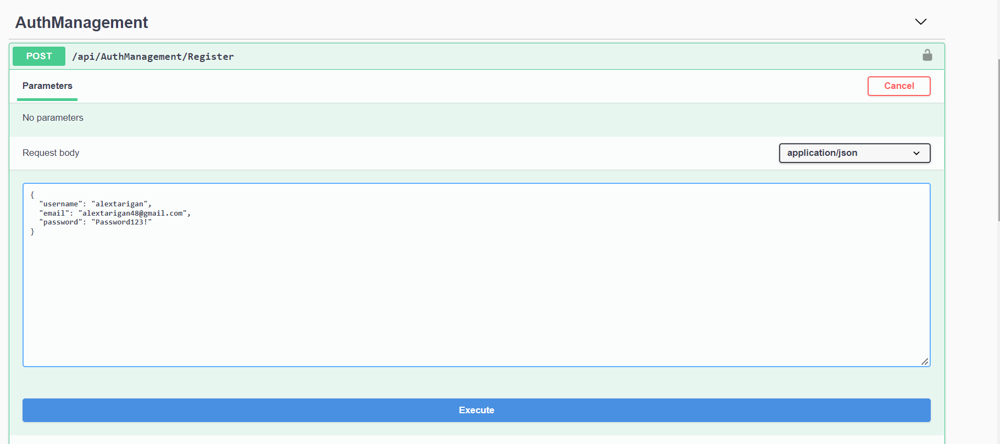 AuthManagement
POST /api/AuthManagement/Register
Parameters
Cancel
No parameters
Request body
application/json
{
  "username": "alextarigan",
  "email": "alextarigan48@gmail.com",
  "password": "Password123!"
}
Execute